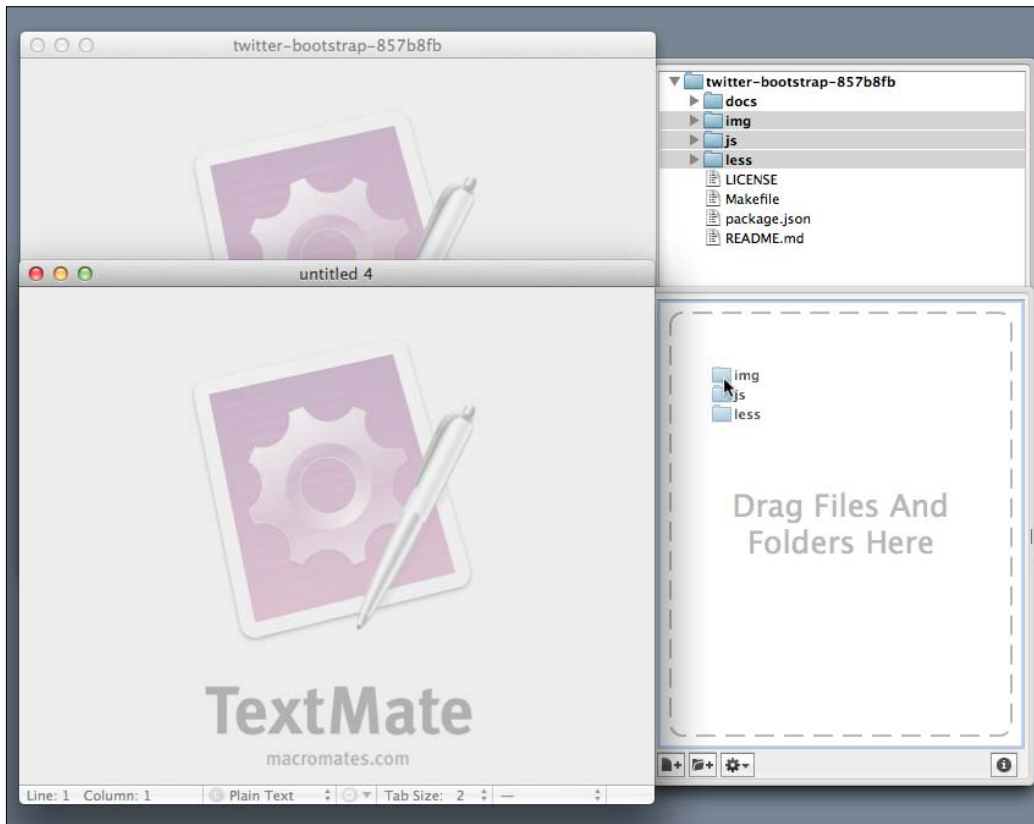 twitter-bootstrap-857b8fb
twitter-bootstrap-857b8fb
docs
img
js
less
LICENSE
Makefile
package.json
README.md
untitled 4
img
js
less
Drag Files And
Folders Here
TextMate
macromates.com
Line: 1 Column: 1 Plain Text Tab Size: 2 —